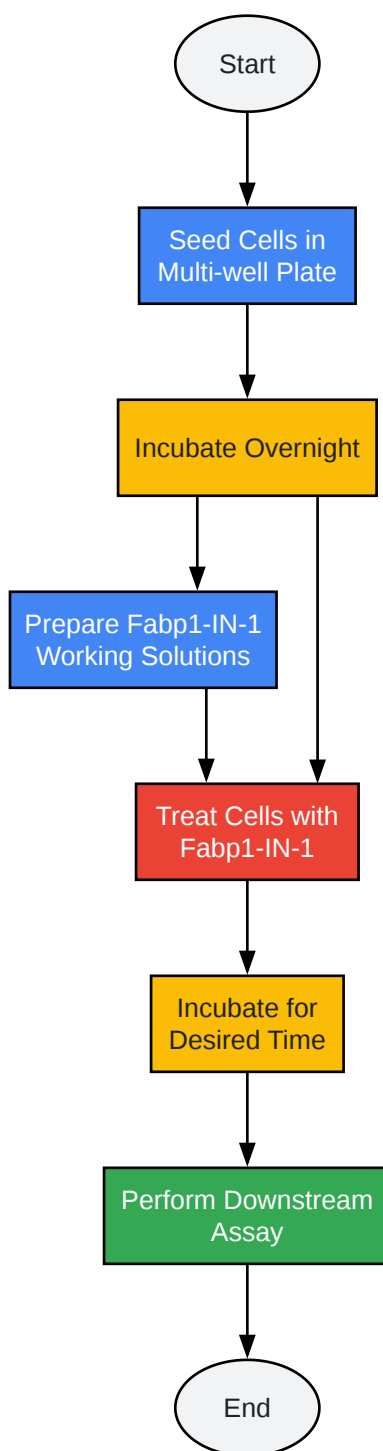 Start
Seed Cells in
Multi-well Plate
Incubate Overnight
Prepare Fabp1-IN-1
Working Solutions
Treat Cells with
Fabp1-IN-1
Incubate for
Desired Time
Perform Downstream
Assay
End